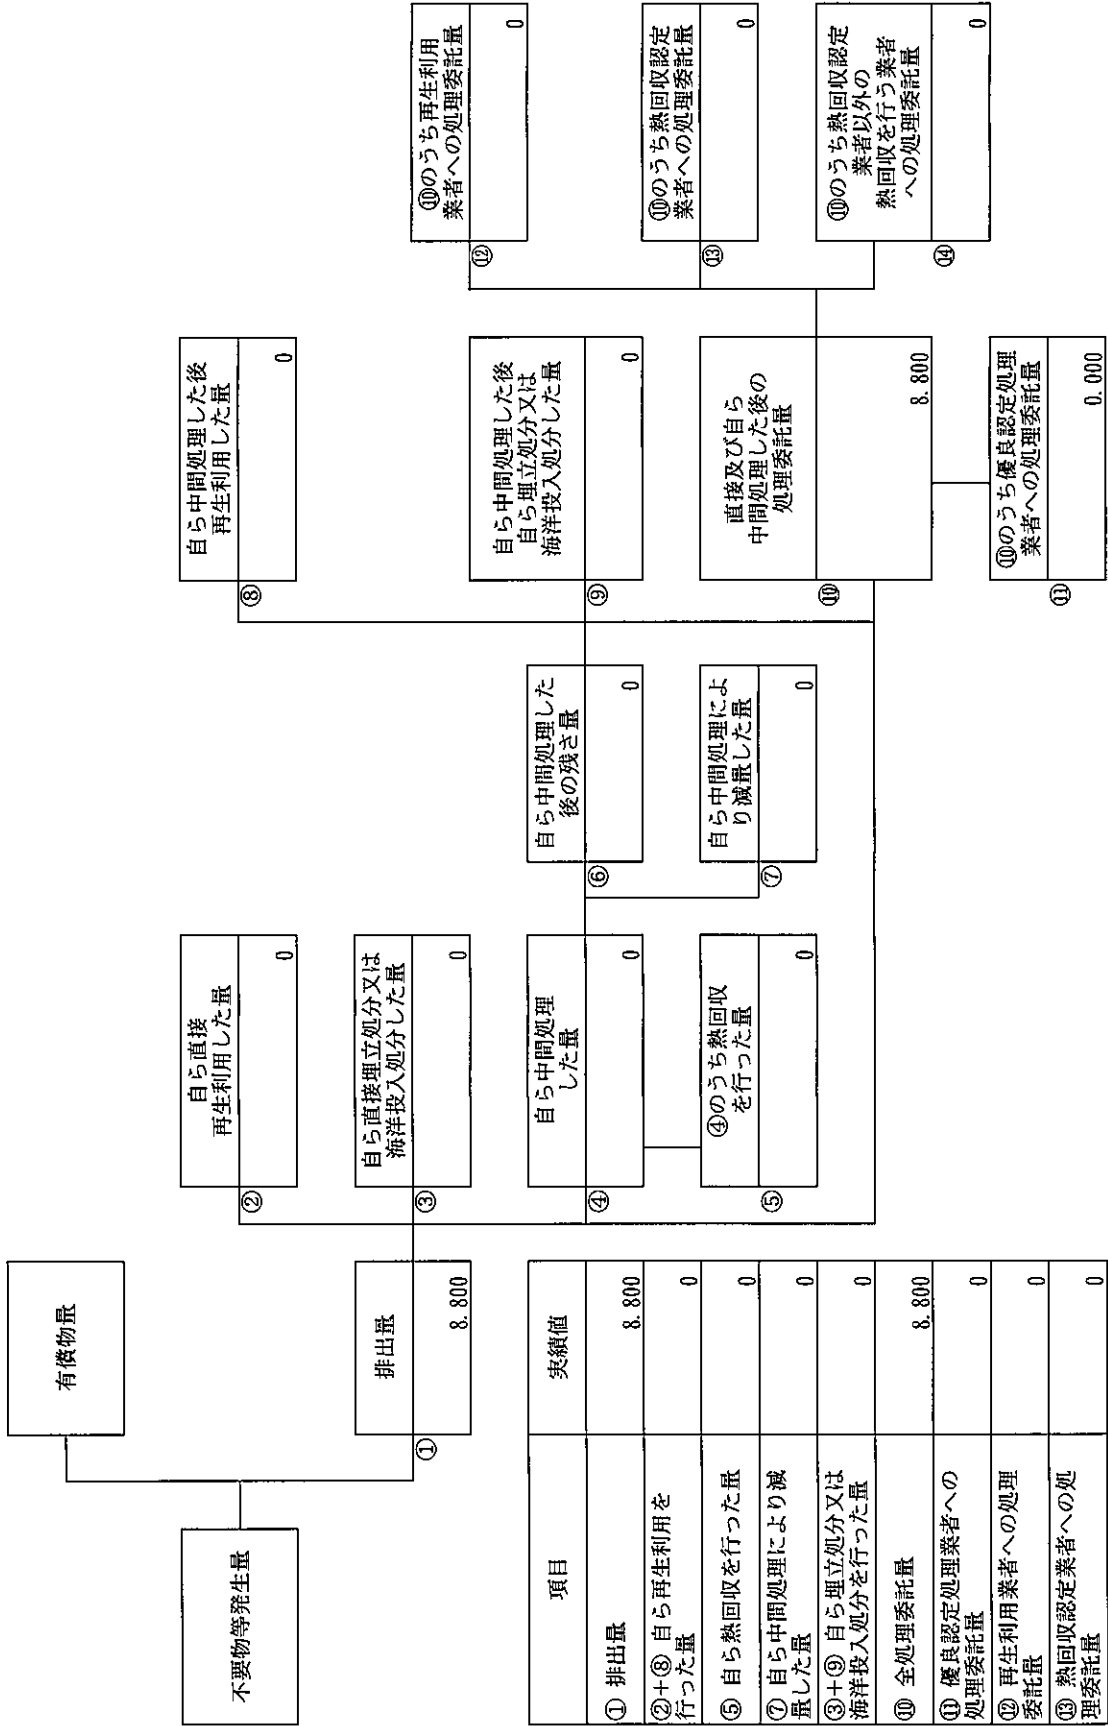 不要物等発生量
有償物量
①
排出量
8.800
②
自ら直接
再生利用した量
0
③
自ら直接埋立処分又は
海洋投入処分した量
0
④
自ら中間処理
した量
0
⑤
④のうち熱回収
を行った量
0
⑥
自ら中間処理した
後の残さ量
0
⑦
自ら中間処理によ
り減量した量
0
⑧
自ら中間処理した後
再生利用した量
0
⑨
自ら中間処理した後
自ら埋立処分又は
海洋投入処分した量
0
⑩
直接及び自ら
中間処理した後の
処理委託量
8.800
⑪
⑩のうち優良認定処理
業者への処理委託量
0.000
⑫
⑩のうち再生利用
業者への処理委託量
0
⑬
⑩のうち熱回収認定
業者への処理委託量
0
⑭
⑩のうち熱回収認定
業者以外の
熱回収を行う業者
への処理委託量
0
項目 実績値
① 排出量 8.800
②+⑧ 自ら再生利用を
行った量 0
⑤ 自ら熱回収を行った量 0
⑦ 自ら中間処理により減
量した量 0
③+⑨ 自ら埋立処分又は
海洋投入処分を行った量 0
⑩ 全処理委託量 8.800
⑪ 優良認定処理業者への
処理委託量 0
⑫ 再生利用業者への処理
委託量 0
⑬ 熱回収認定業者への処
理委託量 0